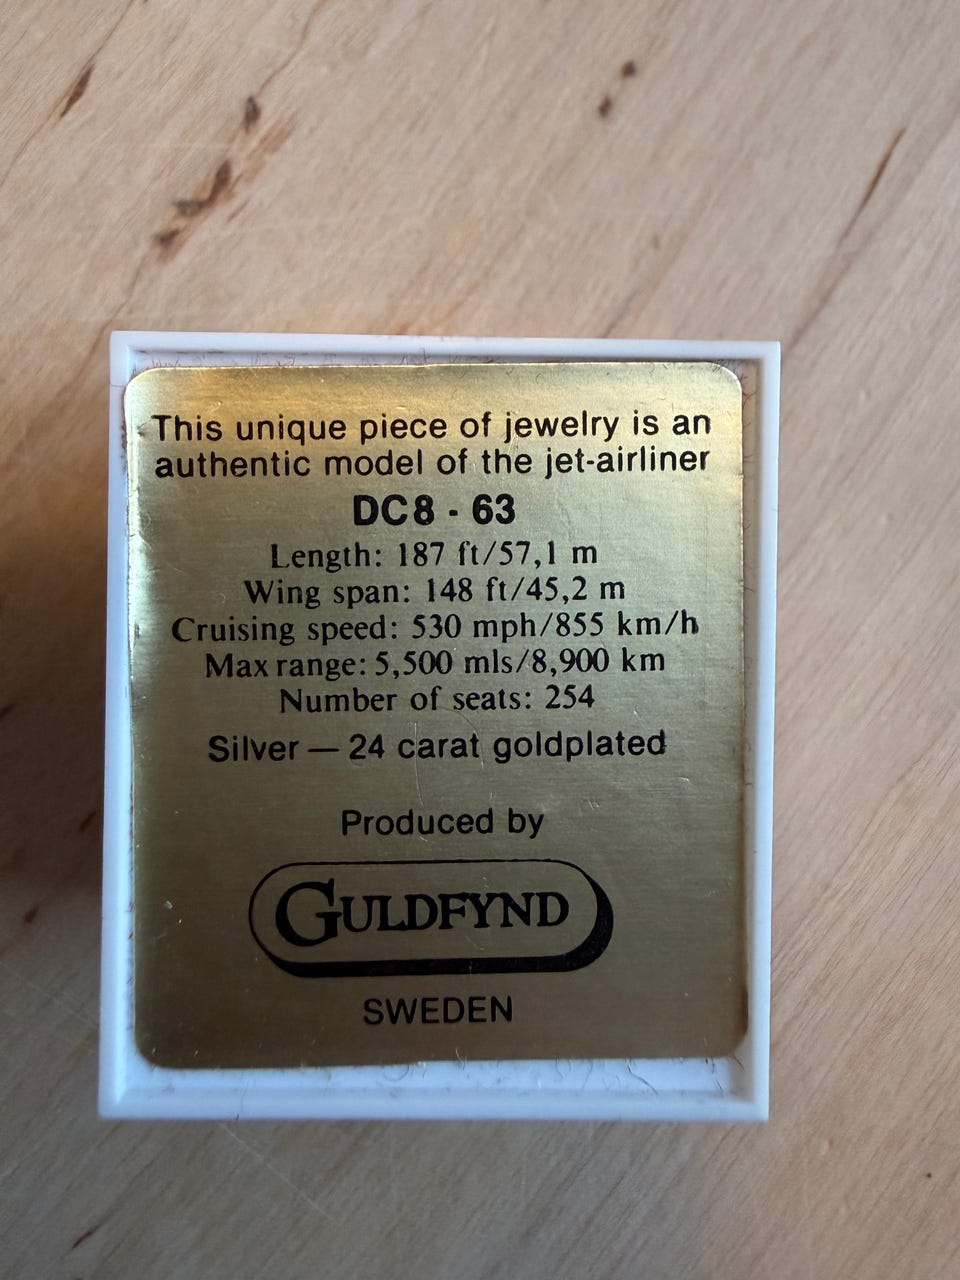 This unique piece of jewelry is an
authentic model of the jet-airliner
DC8 - 63
Length: 187 ft/57,1 m
Wing span: 148 ft/45,2 m
Cruising speed: 530 mph/855 km/h
Max range: 5,500 mls/8,900 km
Number of seats: 254
Silver — 24 carat goldplated
Produced by
GULDFYND
SWEDEN